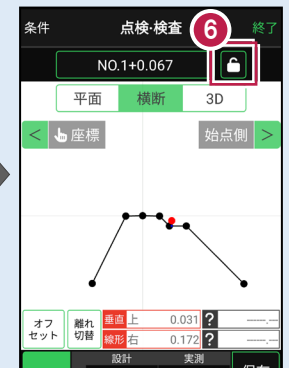 条件 点検・検査 6 終了
NO.1+0.067
平面 横断 3D
< 座標 始点側 >
オフ
セット
離れ
切替
垂直 上 0.031 ? -----.---
線形 右 0.172 ? -----.---
設計 実測
保存